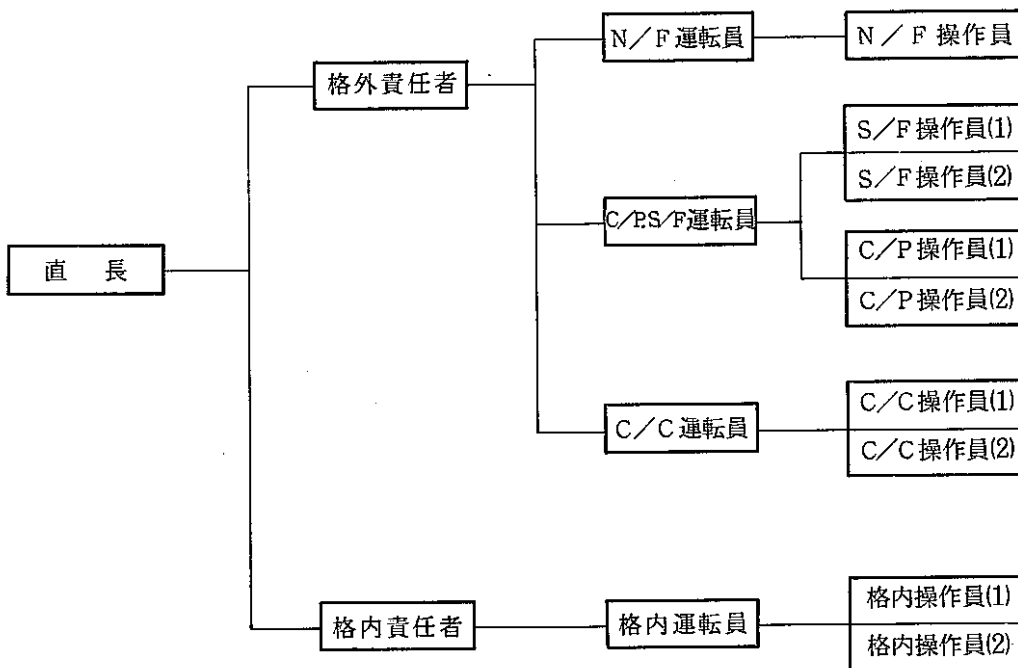 直 長
格外責任者
N/F運転員
N/F操作員
S/F操作員(1)
S/F操作員(2)
C/P.S/F運転員
C/P操作員(1)
C/P操作員(2)
C/C運転員
C/C操作員(1)
C/C操作員(2)
格内責任者
格内運転員
格内操作員(1)
格内操作員(2)